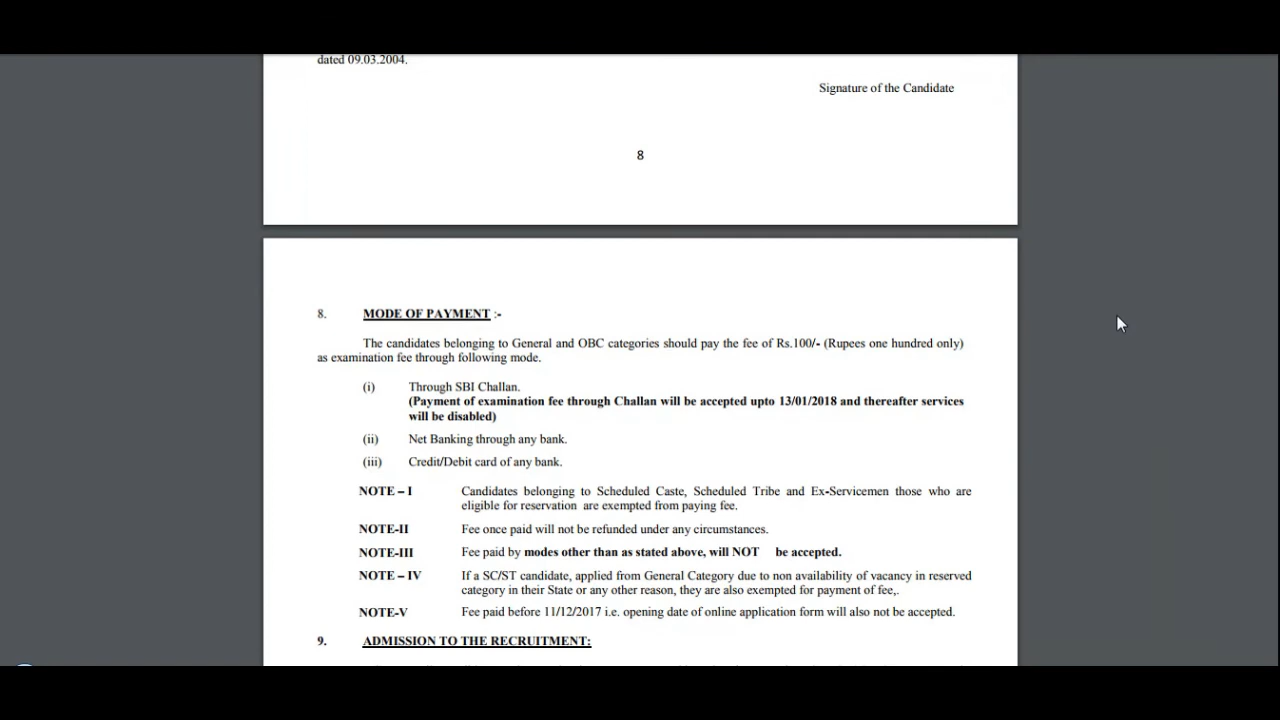 dated 09.03.2004.
Signature of the Candidate
8
8. MODE OF PAYMENT :-
The candidates belonging to General and OBC categories should pay the fee of Rs.100/- (Rupees one hundred only)
as examination fee through following mode.
(i) Through SBI Challan.
(Payment of examination fee through Challan will be accepted upto 13/01/2018 and thereafter services
will be disabled)
(ii) Net Banking through any bank.
(iii) Credit/Debit card of any bank.
NOTE – I Candidates belonging to Scheduled Caste, Scheduled Tribe and Ex-Servicemen those who are
eligible for reservation are exempted from paying fee.
NOTE-II Fee once paid will not be refunded under any circumstances.
NOTE-III Fee paid by modes other than as stated above, will NOT be accepted.
NOTE – IV If a SC/ST candidate, applied from General Category due to non availability of vacancy in reserved
category in their State or any other reason, they are also exempted for payment of fee,.
NOTE-V Fee paid before 11/12/2017 i.e. opening date of online application form will also not be accepted.
9. ADMISSION TO THE RECRUITMENT: